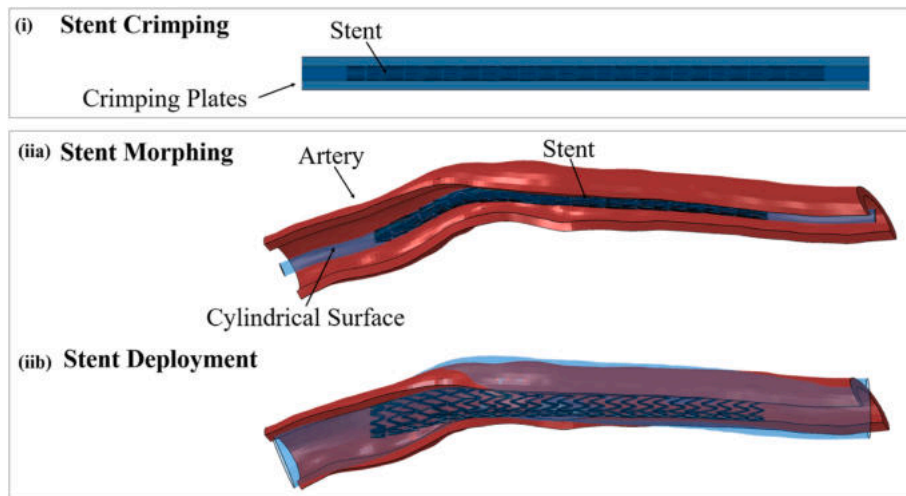 (i) Stent Crimping
Stent
Crimping Plates
(iia) Stent Morphing
Artery
Stent
Cylindrical Surface
(iib) Stent Deployment